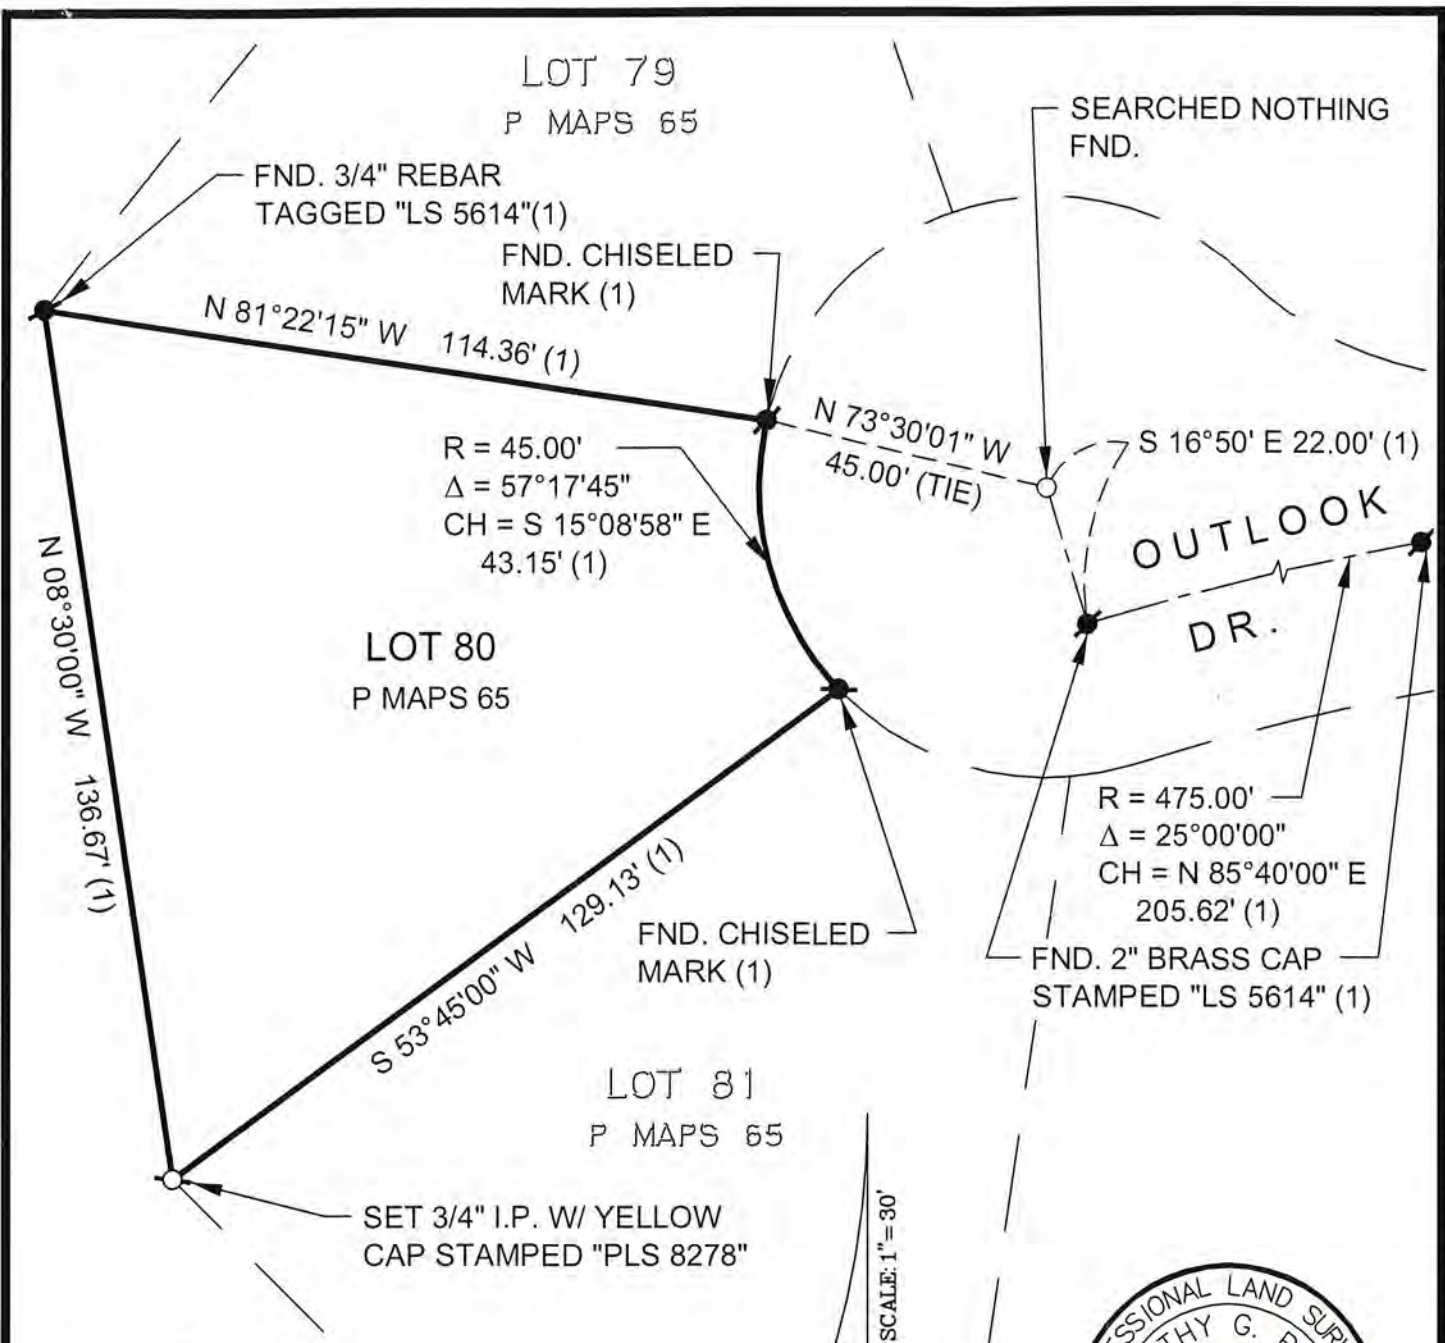 LOT 79
P MAPS 65
SEARCHED NOTHING
FND.
FND. 3/4" REBAR
TAGGED "LS 5614"(1)
FND. CHISELED
MARK (1)
N 81°22'15" W 114.36' (1)
N 73°30'01" W
45.00' (TIE)
S 16°50' E 22.00' (1)
R = 45.00'
Δ = 57°17'45"
CH = S 15°08'58" E
43.15' (1)
OUTLOOK
DR.
N 08°30'00" W 136.67' (1)
LOT 80
P MAPS 65
R = 475.00'
Δ = 25°00'00"
CH = N 85°40'00" E
205.62' (1)
S 53°45'00" W 129.13' (1)
FND. CHISELED
MARK (1)
FND. 2" BRASS CAP
STAMPED "LS 5614" (1)
LOT 81
P MAPS 65
SET 3/4" I.P. W/ YELLOW
CAP STAMPED "PLS 8278"
SCALE: 1" = 30'
SSIONAL LAND SUR
THY G.